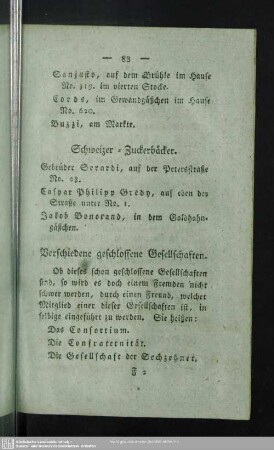 — 83 —
Sanjusto, auf dem Brühle im Hause
No. 319. im vierten Stocke.
Cords, im Gewandgäßchen im Hause
No. 620.
Buzzi, am Markte.
Schweizer-Zuckerbäcker.
Gebrüder Serardi, auf der Petersstraße
No. 28.
Caspar Philipp Gredy, auf eben der
Straße unter No. 1.
Jakob Bonorand, in dem Goldhahn-
gäßchen.
Verschiedene geschlossene Gesellschaften.
Ob dieses schon geschlossene Gesellschaften
sind, so wird es doch einem Fremden nicht
schwer werden, durch einen Freund, welcher
Mitglied einer dieser Gesellschaften ist, in
selbige eingeführt zu werden. Sie heißen:
Das Consortium.
Die Confraternität.
Die Gesellschaft der Sechzehner.
F 2